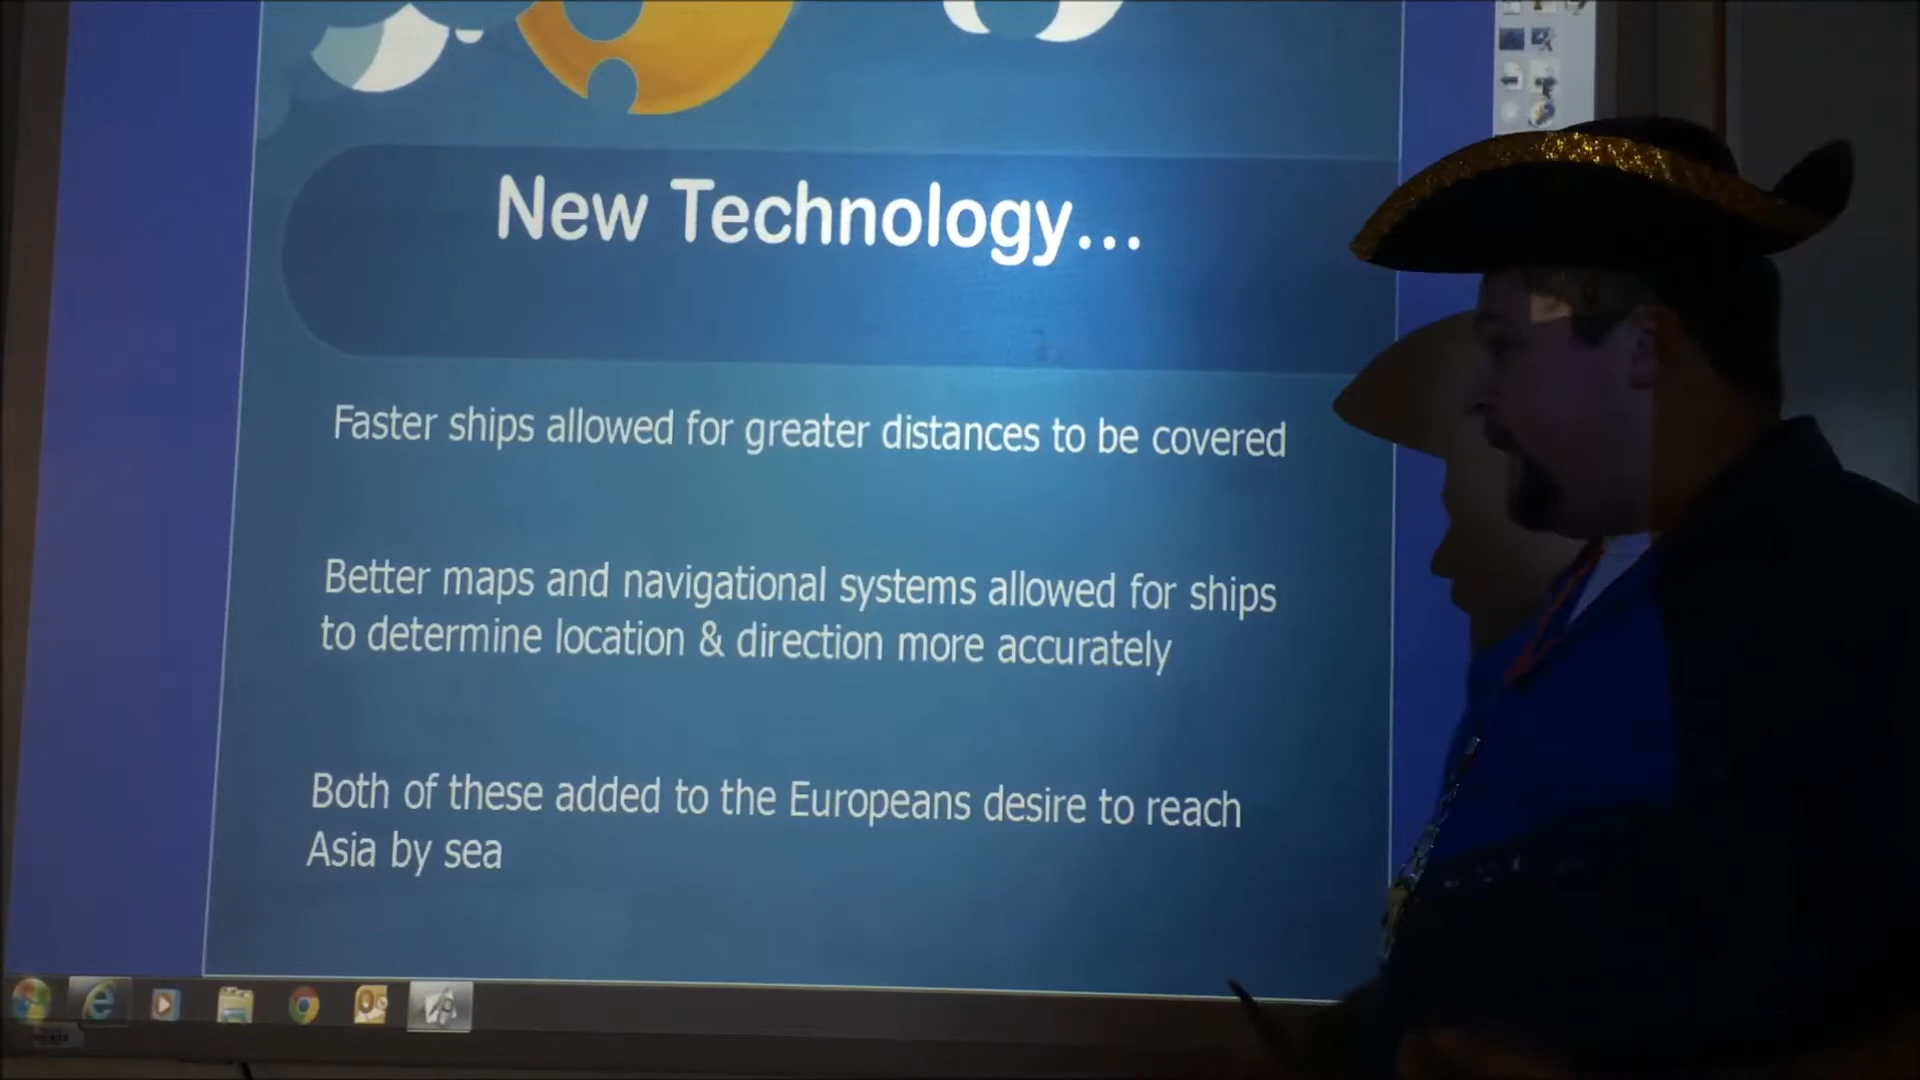 New Technology...
Faster ships allowed for greater distances to be covered
Better maps and navigational systems allowed for ships
to determine location & direction more accurately
Both of these added to the Europeans desire to reach
Asia by sea